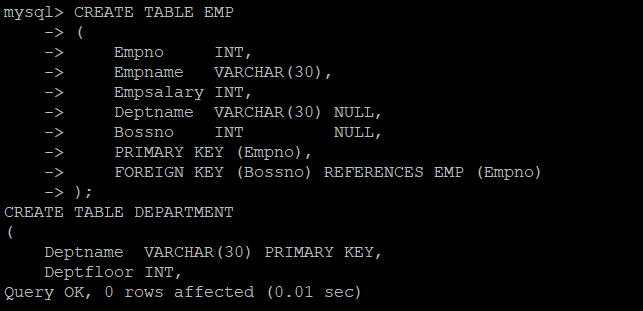 mysql> CREATE TABLE EMP
    -> (
    ->     Empno     INT,
    ->     Empname   VARCHAR(30),
    ->     Empsalary INT,
    ->     Deptname  VARCHAR(30) NULL,
    ->     Bossno    INT         NULL,
    ->     PRIMARY KEY (Empno),
    ->     FOREIGN KEY (Bossno) REFERENCES EMP (Empno)
    -> );
CREATE TABLE DEPARTMENT
(
    Deptname  VARCHAR(30) PRIMARY KEY,
    Deptfloor INT,
Query OK, 0 rows affected (0.01 sec)